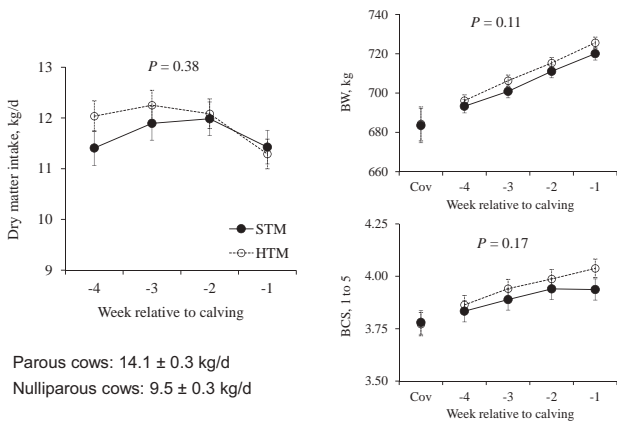 P = 0.38
Dry matter intake, kg/d
13
12
11
10
9
STM
HTM
-4 -3 -2 -1
Week relative to calving
Parous cows: 14.1 ± 0.3 kg/d
Nulliparous cows: 9.5 ± 0.3 kg/d
P = 0.11
BW, kg
740
720
700
680
660
Cov -4 -3 -2 -1
Week relative to calving
P = 0.17
BCS, 1 to 5
4.25
4.00
3.75
3.50
Cov -4 -3 -2 -1
Week relative to calving